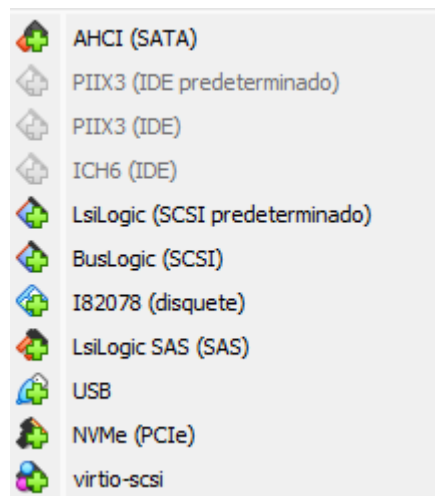 AHCI (SATA)
PIIX3 (IDE predeterminado)
PIIX3 (IDE)
ICH6 (IDE)
LsiLogic (SCSI predeterminado)
BusLogic (SCSI)
I82078 (disquete)
LsiLogic SAS (SAS)
USB
NVMe (PCIe)
virtio-scsi